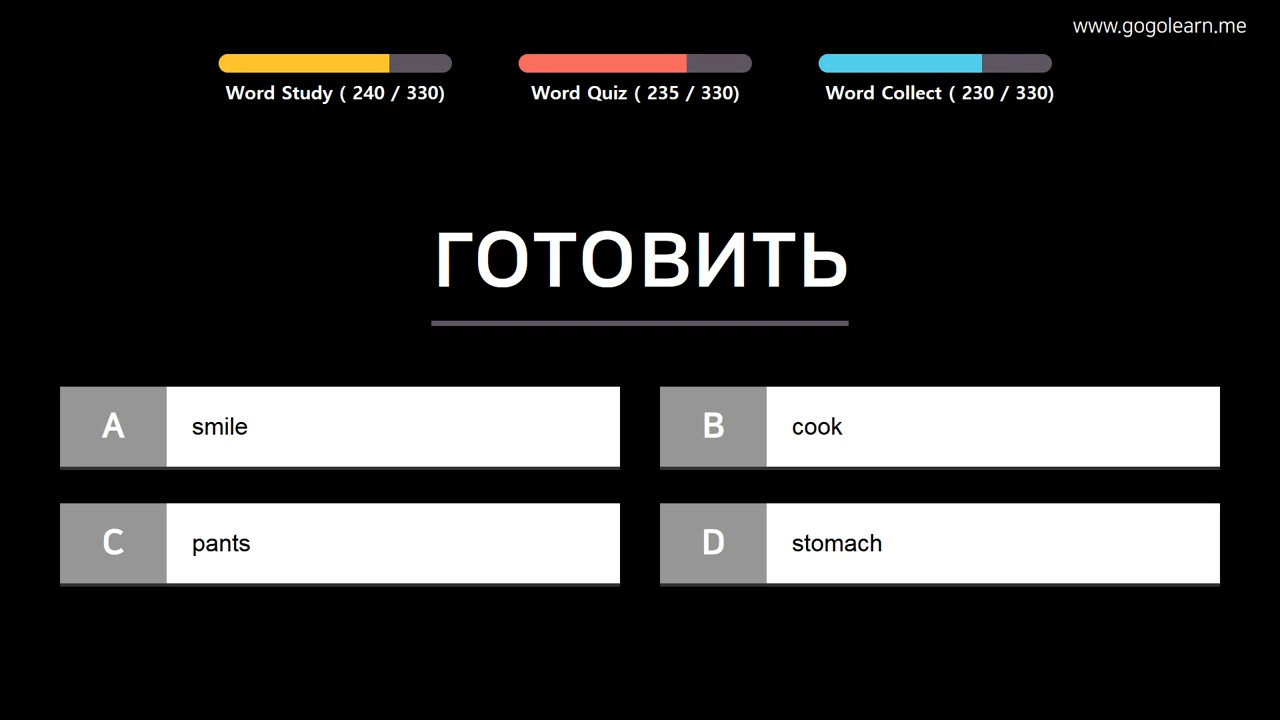 www.gogolearn.me
Word Study ( 240 / 330)
Word Quiz ( 235 / 330)
Word Collect ( 230 / 330)
готовить
A smile
B cook
C pants
D stomach